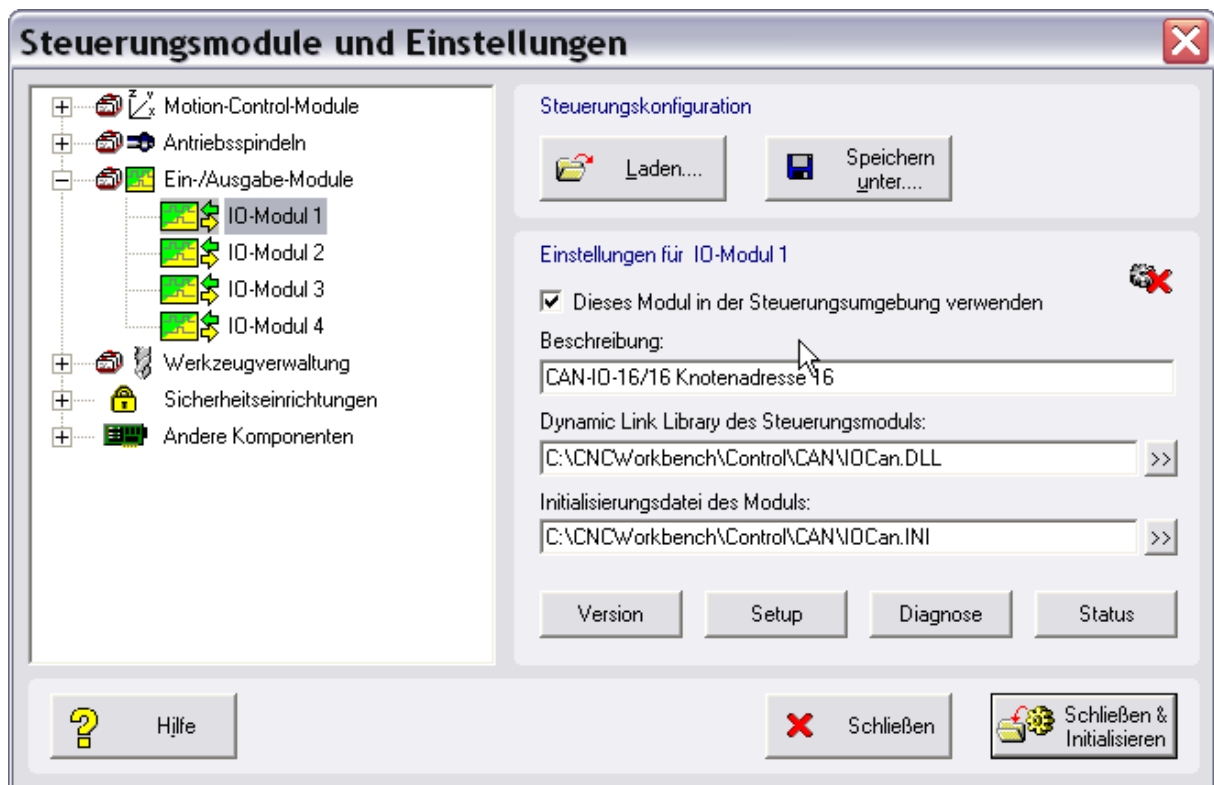 Steuerungsmodule und Einstellungen
Motion-Control-Module
Antriebsspindeln
Ein-/Ausgabe-Module
IO-Modul 1
IO-Modul 2
IO-Modul 3
IO-Modul 4
Werkzeugverwaltung
Sicherheitseinrichtungen
Andere Komponenten
Steuerungskonfiguration
Laden....
Speichern
unter....
Einstellungen für IO-Modul 1
Dieses Modul in der Steuerungsumgebung verwenden
Beschreibung:
CAN-IO-16/16 Knotenadresse 16
Dynamic Link Library des Steuerungsmoduls:
C:\CNCWorkbench\Control\CAN\IOCan.DLL
>>
Initialisierungsdatei des Moduls:
C:\CNCWorkbench\Control\CAN\IOCan.INI
>>
Version
Setup
Diagnose
Status
Hilfe
Schließen
Schließen &
Initialisieren